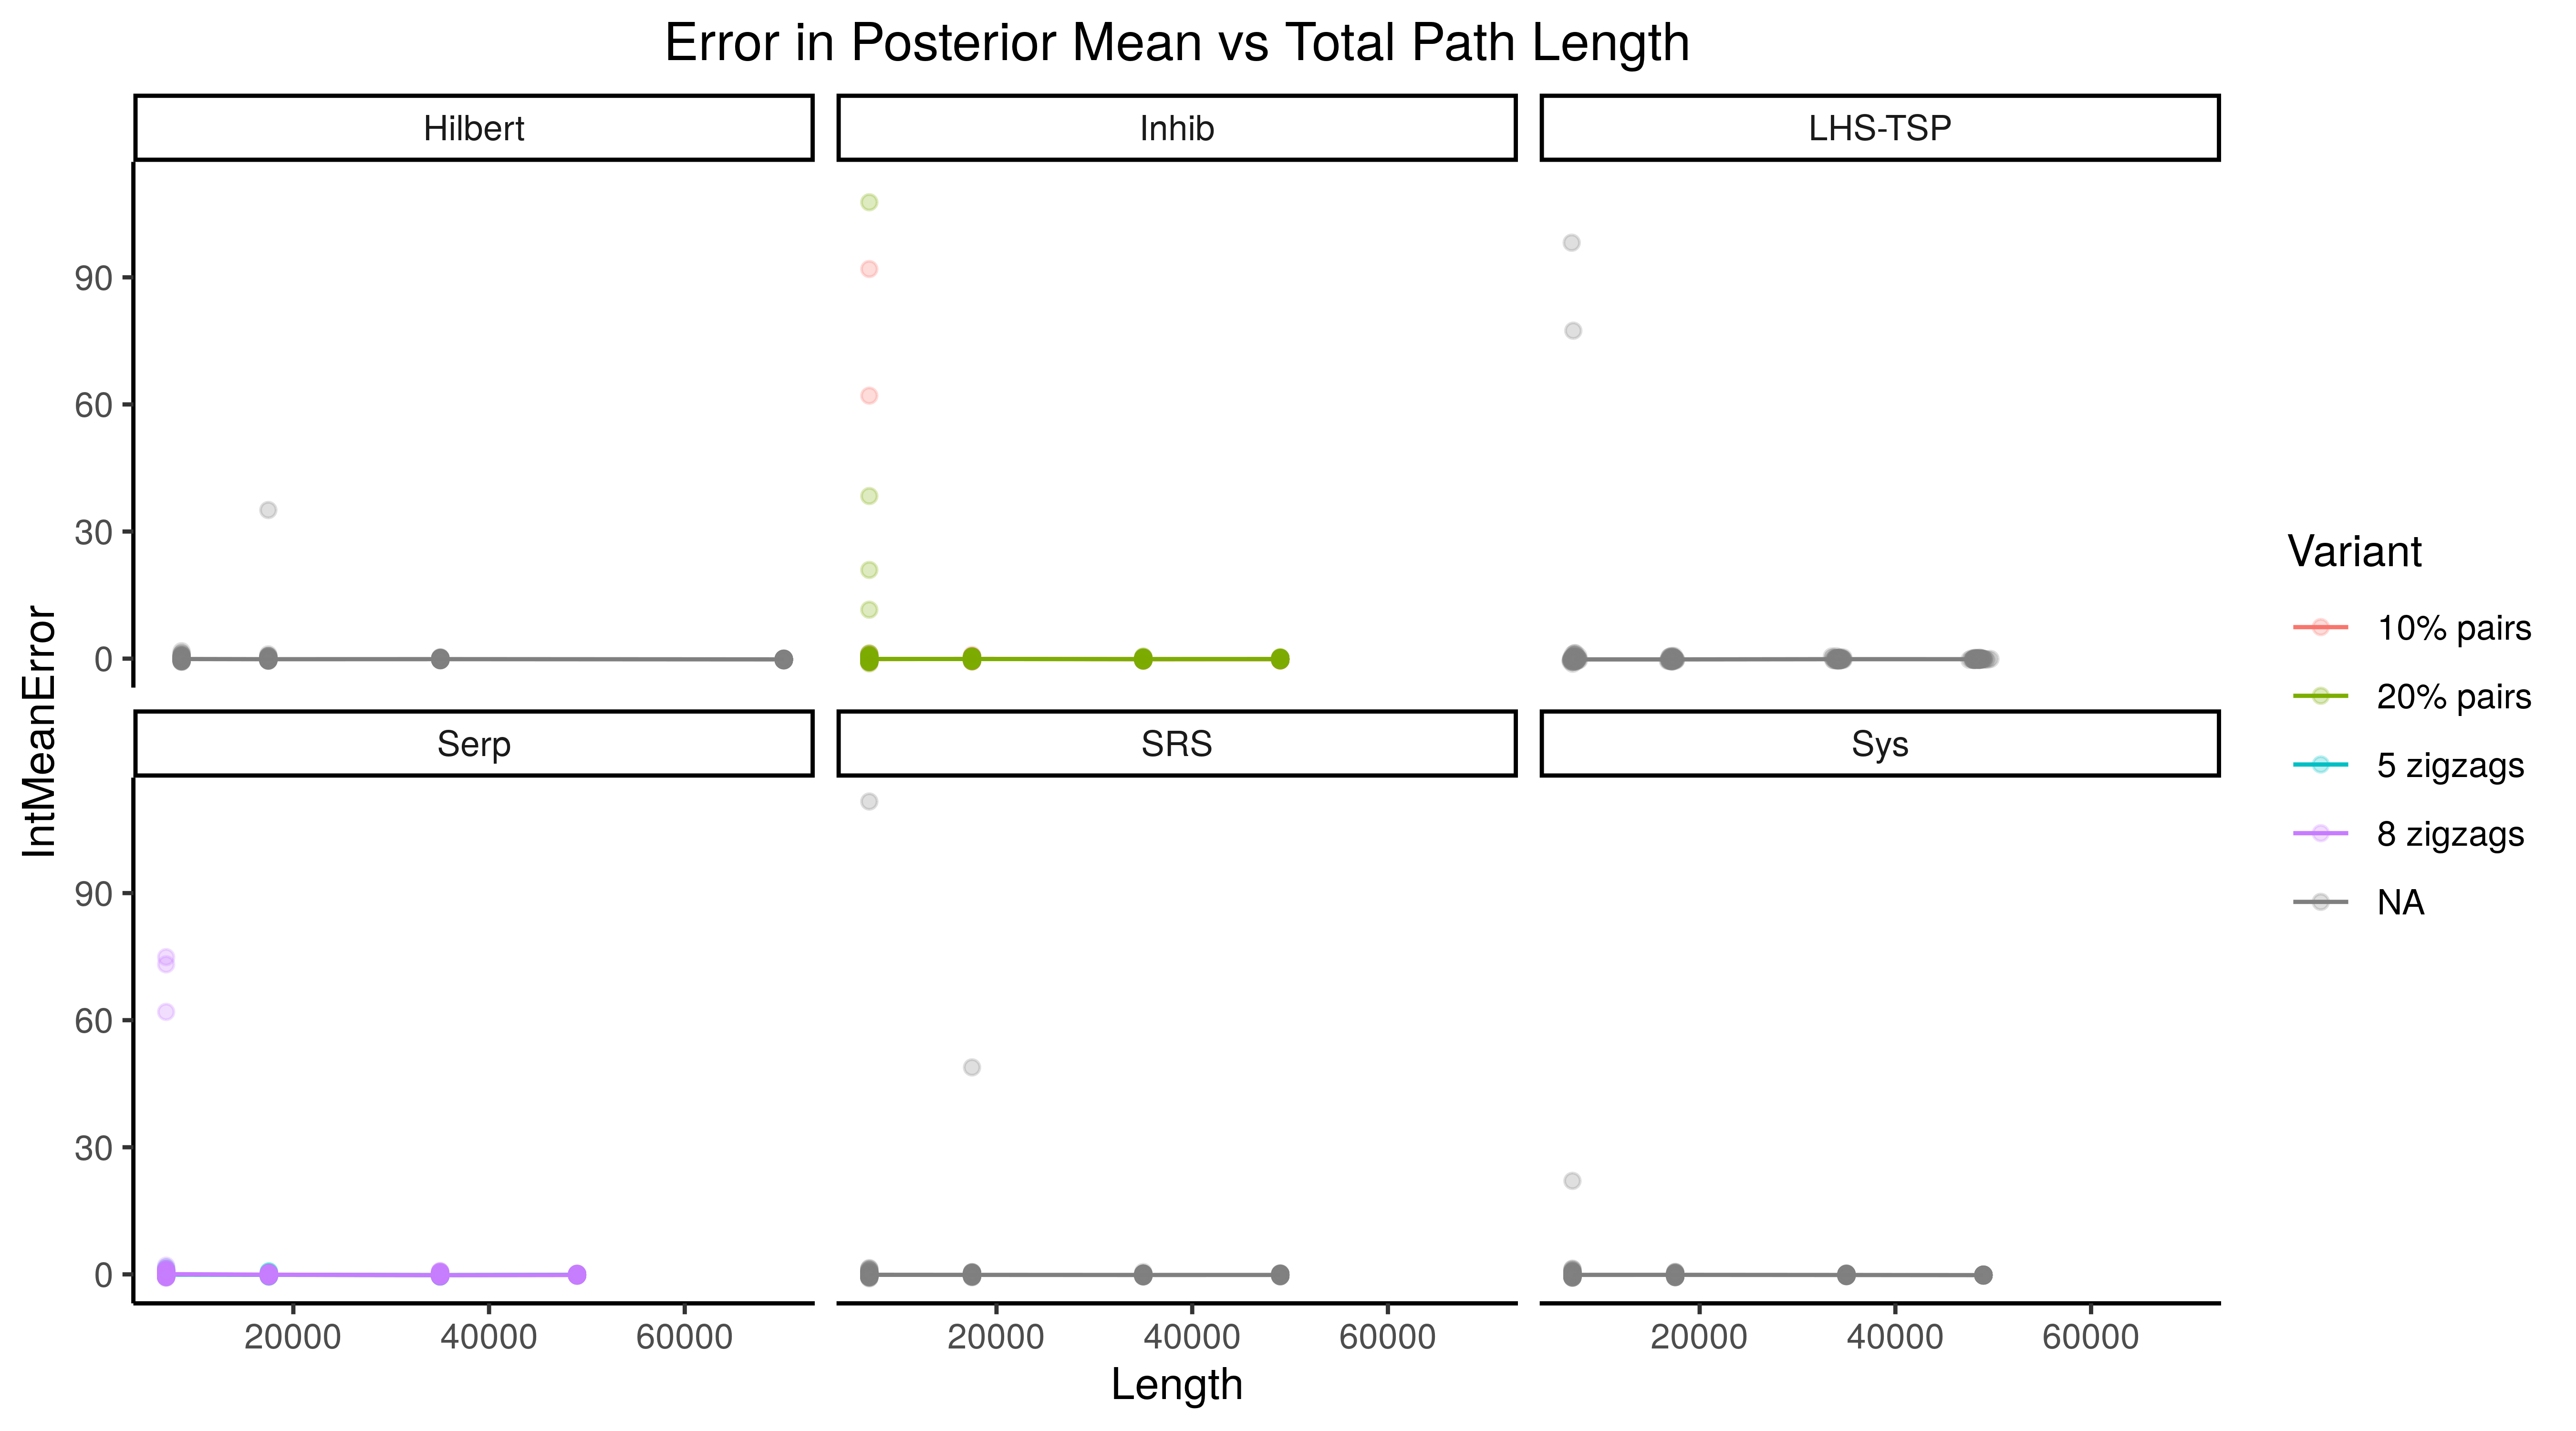 Error in Posterior Mean vs Total Path Length
Hilbert
Inhib
LHS-TSP
90
60
30
0
Serp
SRS
Sys
90
60
30
0
20000
40000
60000
20000
40000
60000
20000
40000
60000
Length
IntMeanError
Variant
10% pairs
20% pairs
5 zigzags
8 zigzags
NA